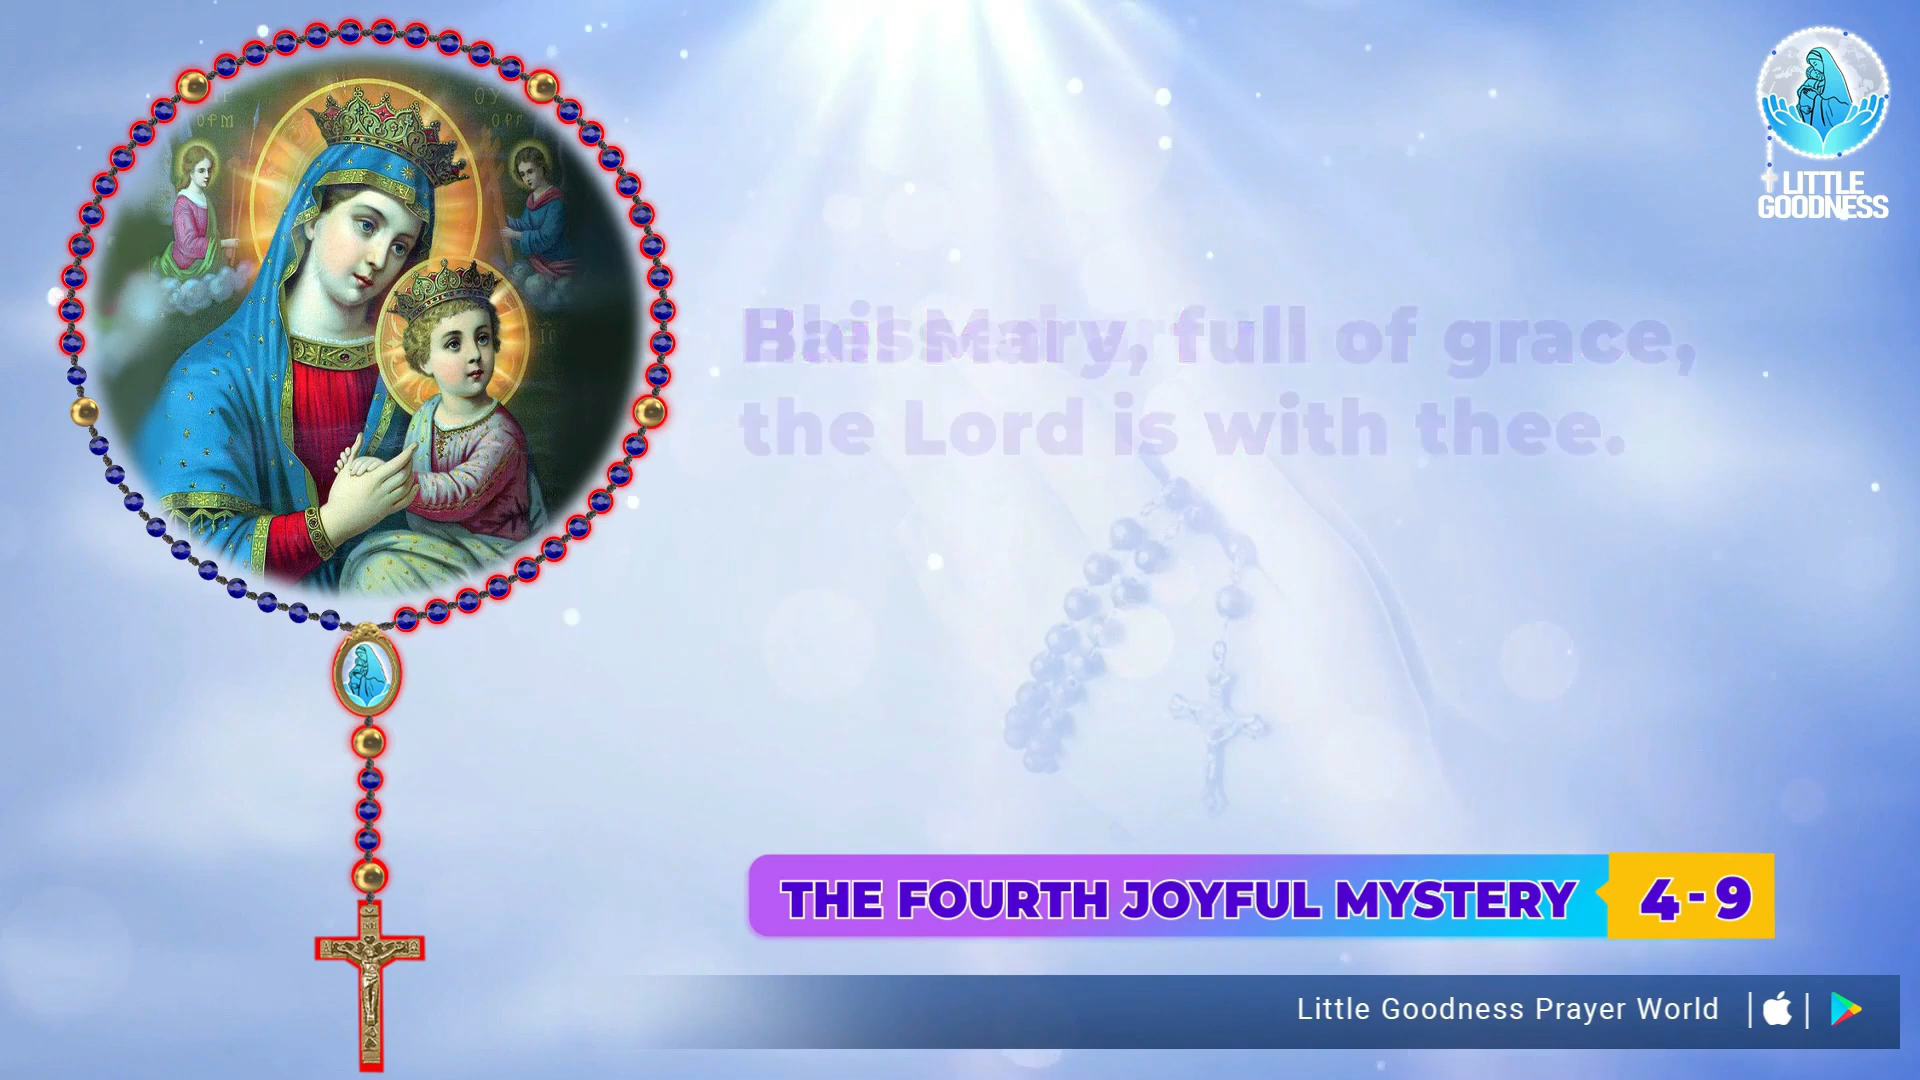 LITTLE
GOODNESS
Hail Mary, full of grace,
the Lord is with thee.
THE FOURTH JOYFUL MYSTERY
4-9
Little Goodness Prayer World